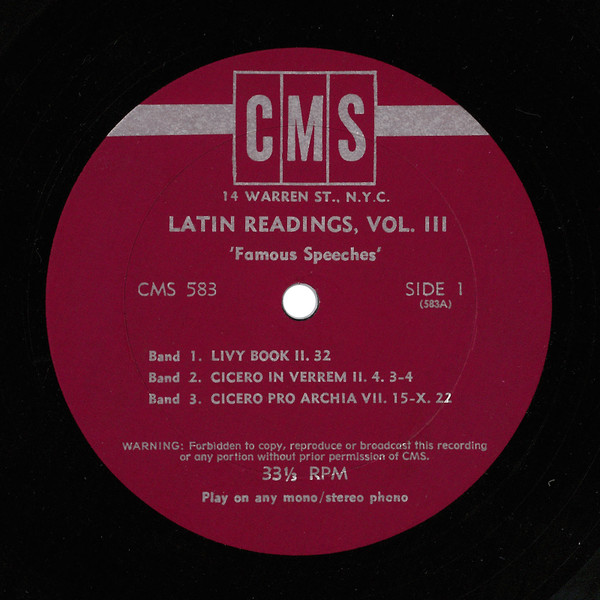 CMS
14 WARREN ST., N.Y.C.
LATIN READINGS, VOL. III
'Famous Speeches'
CMS 583
SIDE 1
(583A)
Band 1. LIVY BOOK II. 32
Band 2. CICERO IN VERREM II. 4. 3-4
Band 3. CICERO PRO ARCHIA VII. 15-X. 22
WARNING: Forbidden to copy, reproduce or broadcast this recording
or any portion without prior permission of CMS.
33⅓ RPM
Play on any mono/stereo phono